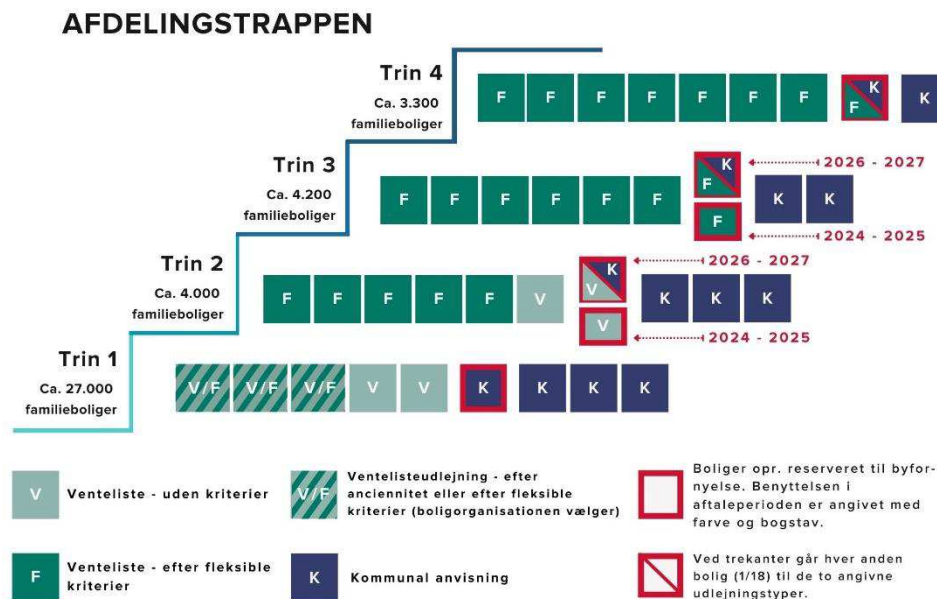 AFDELINGSTRAPPEN
Trin 4
Ca. 3.300
familieboliger
F F F F F F F K F K
Trin 3
Ca. 4.200
familieboliger
F F F F F F K F K K
F
2026 - 2027
2024 - 2025
Trin 2
Ca. 4.000
familieboliger
F F F F F V K V K K K
V
2026 - 2027
2024 - 2025
Trin 1
Ca. 27.000
familieboliger
V/F V/F V/F V V K K K K
V Venteliste - uden kriterier
F Venteliste - efter fleksible
kriterier
V/F Ventelisteudlejning - efter
anciennitet eller efter fleksible
kriterier (boligorganisationen vælger)
K Kommunal anvisning
Boliger opr. reserveret til byfor-
nyelse. Benyttelsen i
aftaleperioden er angivet med
farve og bogstav.
Ved trekanter går hver anden
bolig (1/18) til de to angivne
udlejningstyper.